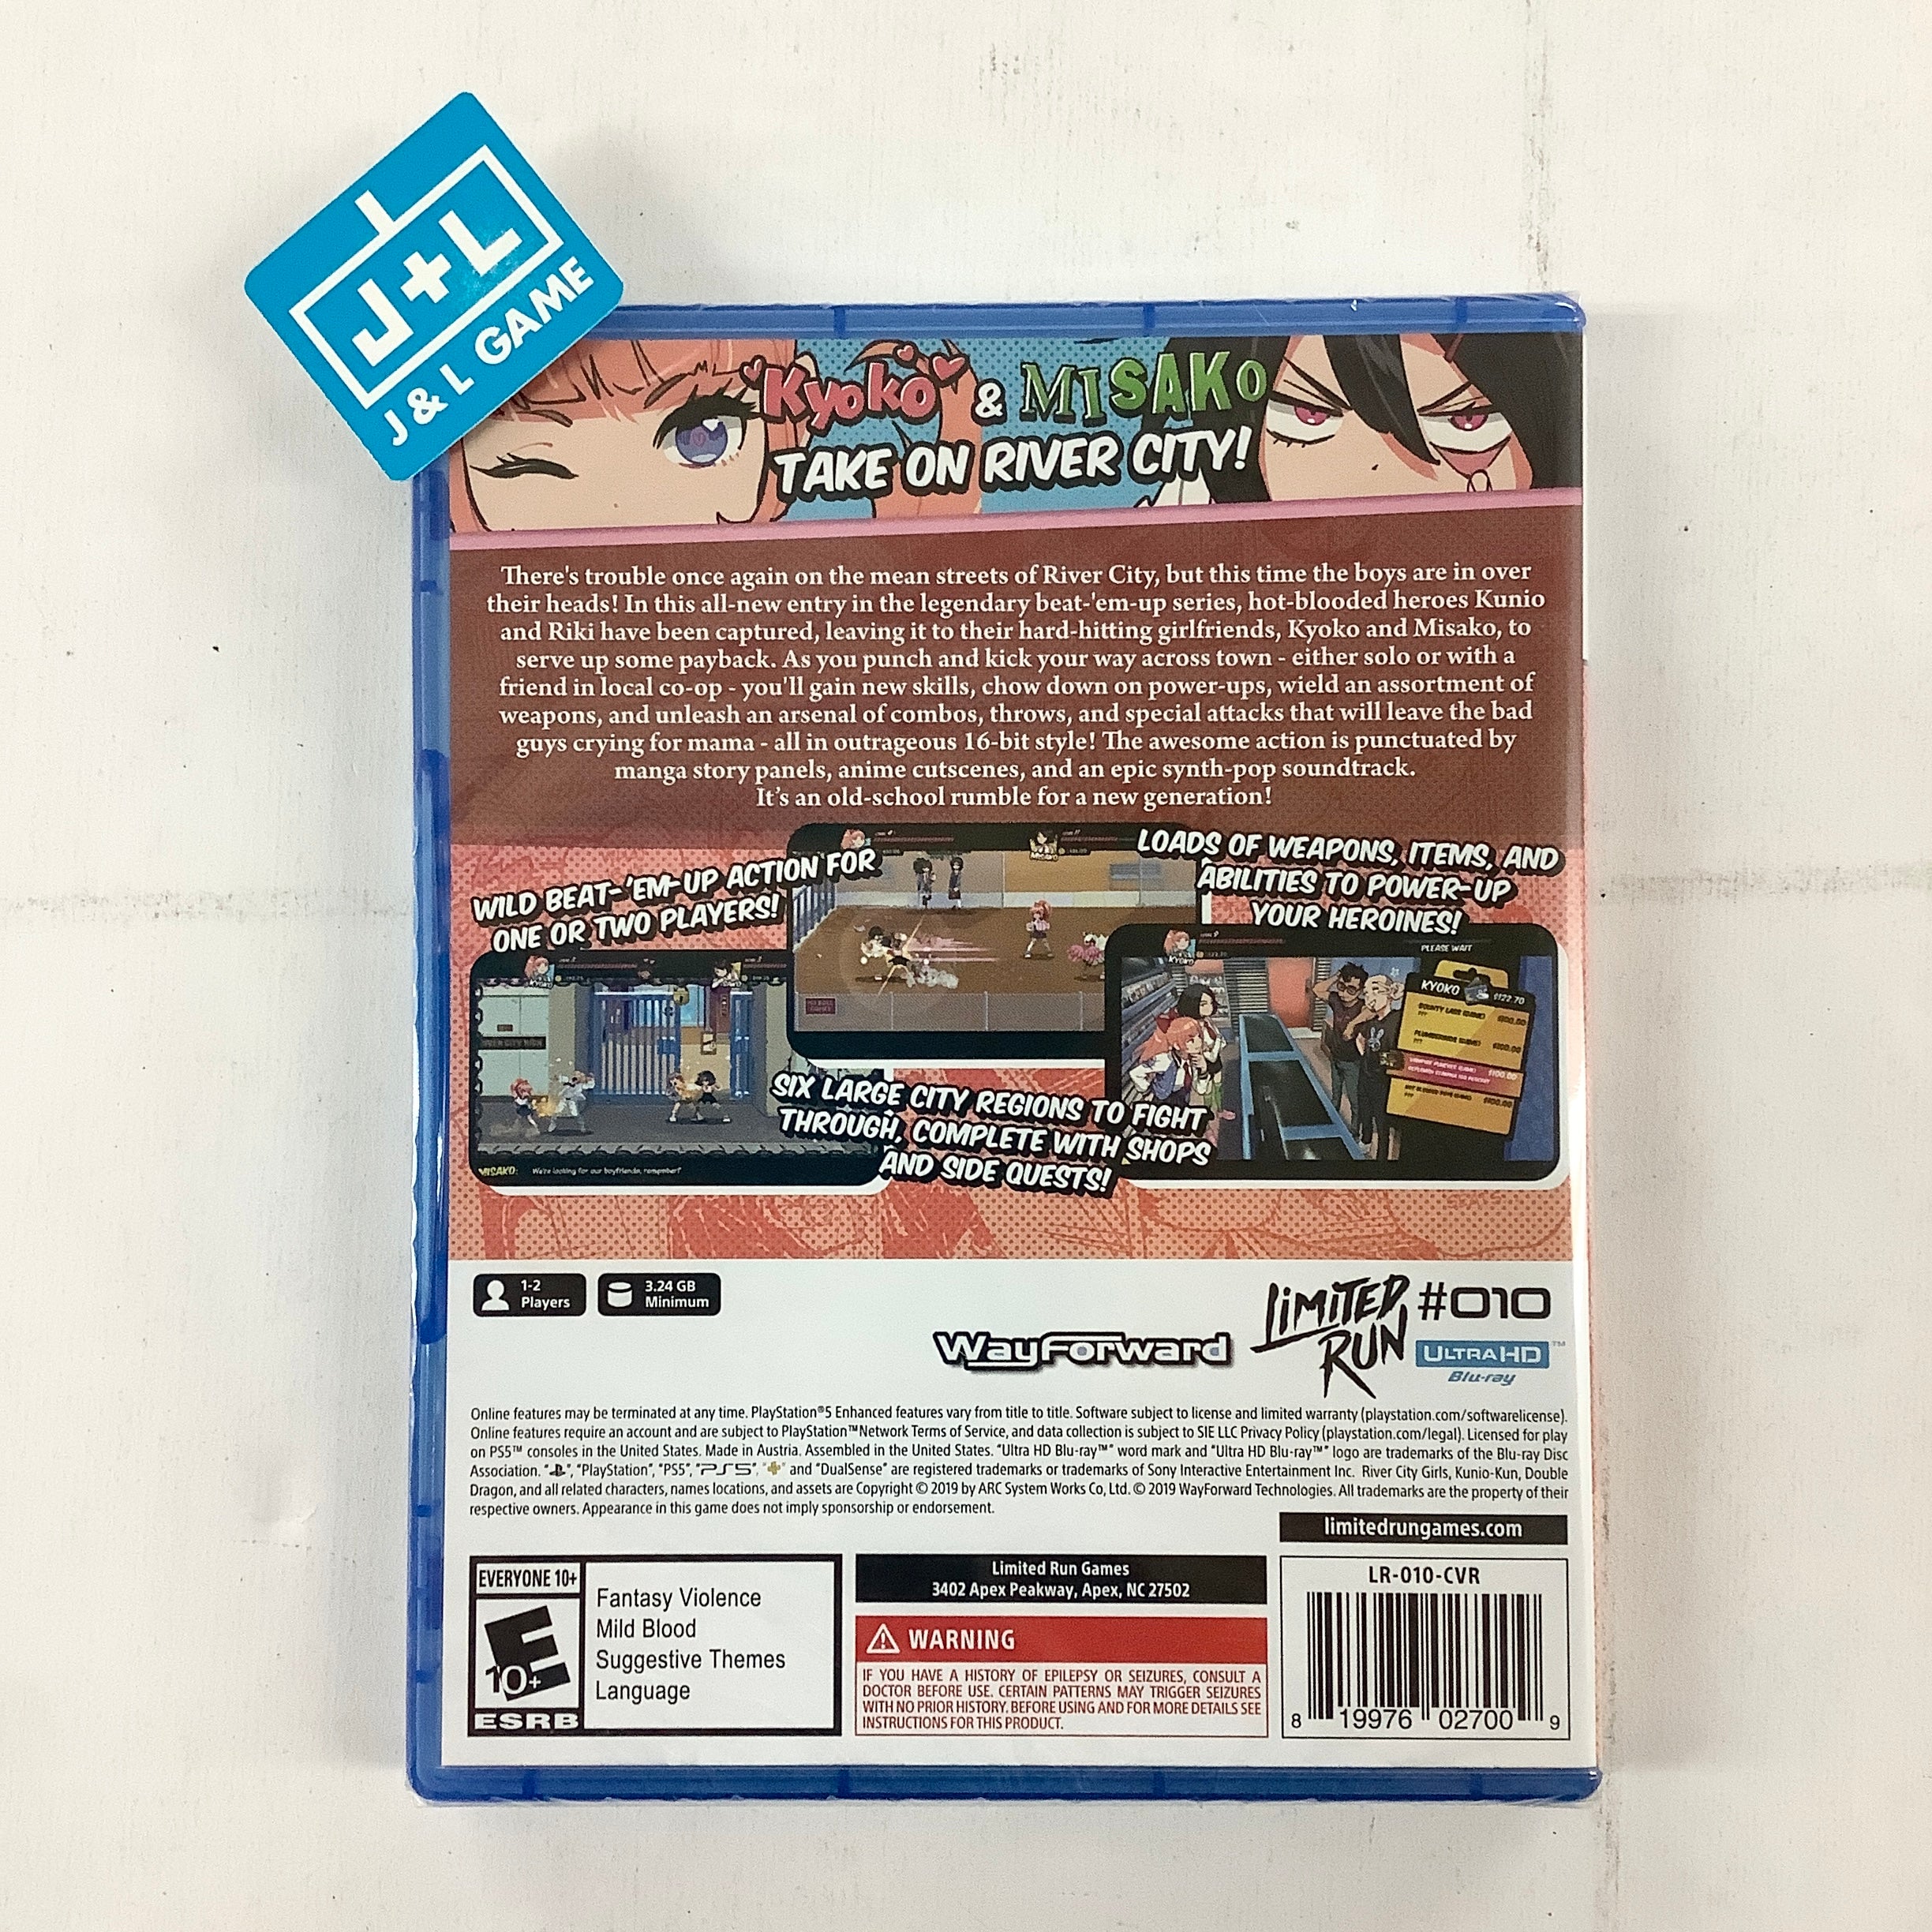 J+L
J & L GAME
Kyoko & MISAKO
TAKE ON RIVER CITY!
There's trouble once again on the mean streets of River City, but this time the boys are in over
their heads! In this all-new entry in the legendary beat-'em-up series, hot-blooded heroes Kunio
and Riki have been captured, leaving it to their hard-hitting girlfriends, Kyoko and Misako, to
serve up some payback. As you punch and kick your way across town - either solo or with a
friend in local co-op - you'll gain new skills, chow down on power-ups, wield an assortment of
weapons, and unleash an arsenal of combos, throws, and special attacks that will leave the bad
guys crying for mama - all in outrageous 16-bit style! The awesome action is punctuated by
manga story panels, anime cutscenes, and an epic synth-pop soundtrack.
It's an old-school rumble for a new generation!
WILD BEAT-'EM-UP ACTION FOR
ONE OR TWO PLAYERS!
LOADS OF WEAPONS, ITEMS, AND
ABILITIES TO POWER-UP
YOUR HEROINES!
PLEASE WAIT
KYOKO $122.70
RIVER CITY HIGH
MISAKO: We're looking for our boyfriends, remember?
SIX LARGE CITY REGIONS TO FIGHT
THROUGH, COMPLETE WITH SHOPS
AND SIDE QUESTS!
1-2
Players
3.24 GB
Minimum
WayForward
LIMITED RUN #010
ULTRA HD™
Blu-ray
Online features may be terminated at any time. PlayStation®5 Enhanced features vary from title to title. Software subject to license and limited warranty (playstation.com/softwarelicense).
Online features require an account and are subject to PlayStation™Network Terms of Service, and data collection is subject to SIE LLC Privacy Policy (playstation.com/legal). Licensed for play
on PS5™ consoles in the United States. Made in Austria. Assembled in the United States. "Ultra HD Blu-ray™" word mark and "Ultra HD Blu-ray™" logo are trademarks of the Blu-ray Disc
Association. "", "PlayStation", "PS5", "PS5", "" and "DualSense" are registered trademarks or trademarks of Sony Interactive Entertainment Inc. River City Girls, Kunio-Kun, Double
Dragon, and all related characters, names locations, and assets are Copyright © 2019 by ARC System Works Co, Ltd. © 2019 WayForward Technologies. All trademarks are the property of their
respective owners. Appearance in this game does not imply sponsorship or endorsement.
limitedrungames.com
EVERYONE 10+
E
10+
ESRB
Fantasy Violence
Mild Blood
Suggestive Themes
Language
Limited Run Games
3402 Apex Peakway, Apex, NC 27502
WARNING
IF YOU HAVE A HISTORY OF EPILEPSY OR SEIZURES, CONSULT A
DOCTOR BEFORE USE. CERTAIN PATTERNS MAY TRIGGER SEIZURES
WITH NO PRIOR HISTORY. BEFORE USING AND FOR MORE DETAILS SEE
INSTRUCTIONS FOR THIS PRODUCT.
LR-010-CVR
8 19976 02700 9